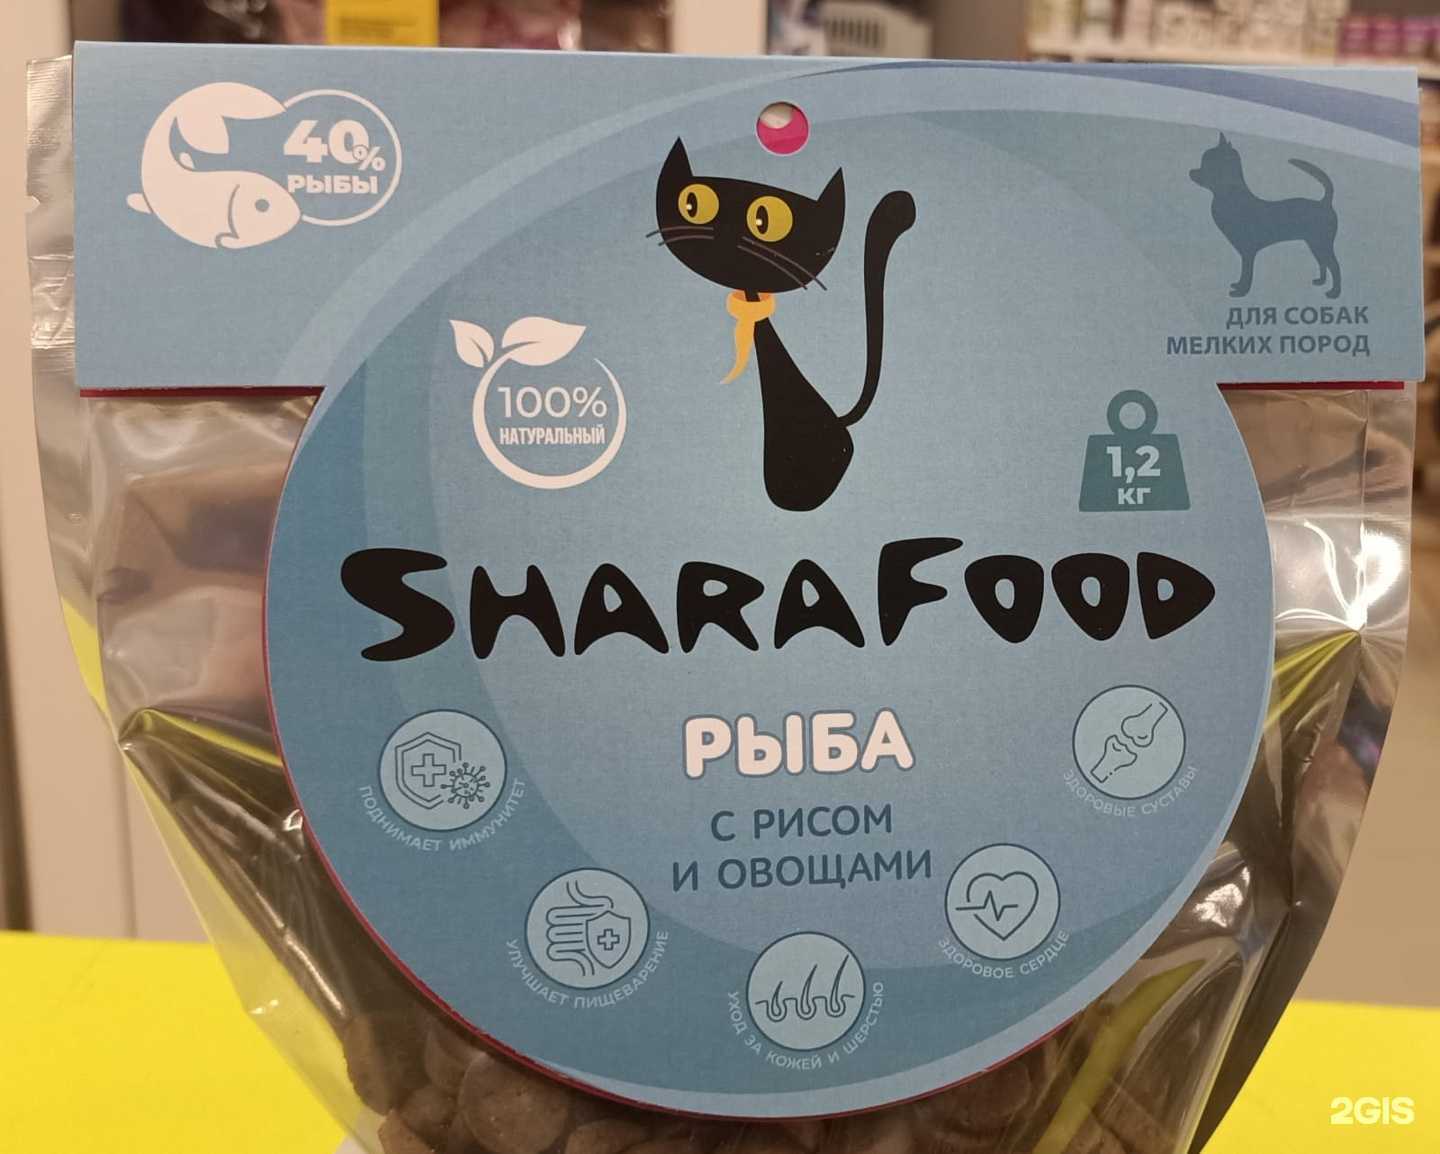 40%
РЫБЫ
ДЛЯ СОБАК
МЕЛКИХ ПОРОД
100%
НАТУРАЛЬНЫЙ
1,2
КГ
SHARAFOOD
РЫБА
С РИСОМ
И ОВОЩАМИ
ПОДНИМАЕТ ИММУНИТЕТ
УЛУЧШАЕТ ПИЩЕВАРЕНИЕ
УХОД ЗА КОЖЕЙ И ШЕРСТЬЮ
ЗДОРОВОЕ СЕРДЦЕ
ЗДОРОВЫЕ СУСТАВЫ
2GIS